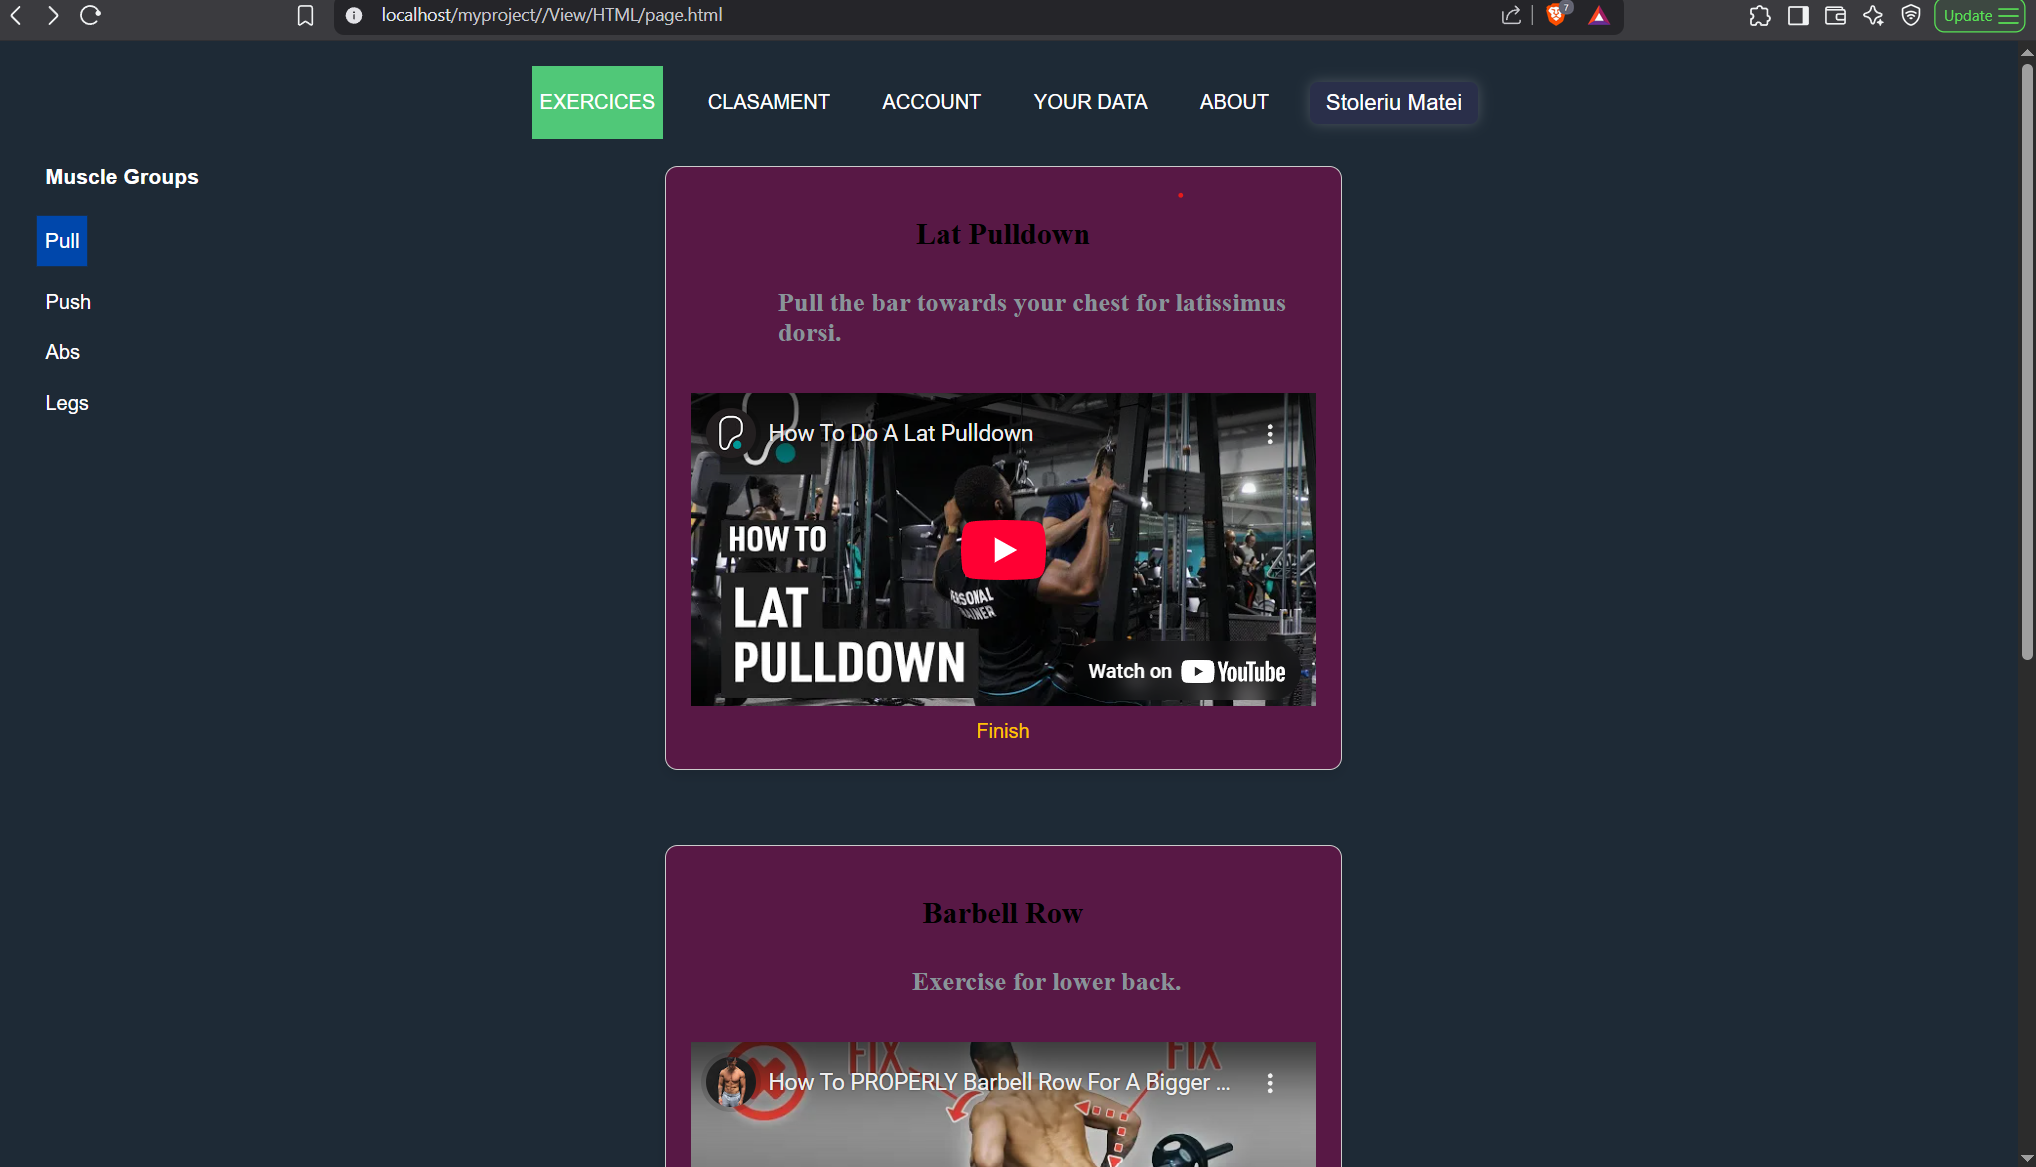 localhost/myproject//View/HTML/page.html
7
Update
EXERCICES
CLASAMENT
ACCOUNT
YOUR DATA
ABOUT
Stoleriu Matei
Muscle Groups
Pull
Push
Abs
Legs
Lat Pulldown
Pull the bar towards your chest for latissimus
dorsi.
How To Do A Lat Pulldown
HOW TO
LAT
PULLDOWN
PERSONAL
TRAINER
Watch on YouTube
Finish
Barbell Row
Exercise for lower back.
FIX
FIX
How To PROPERLY Barbell Row For A Bigger ...